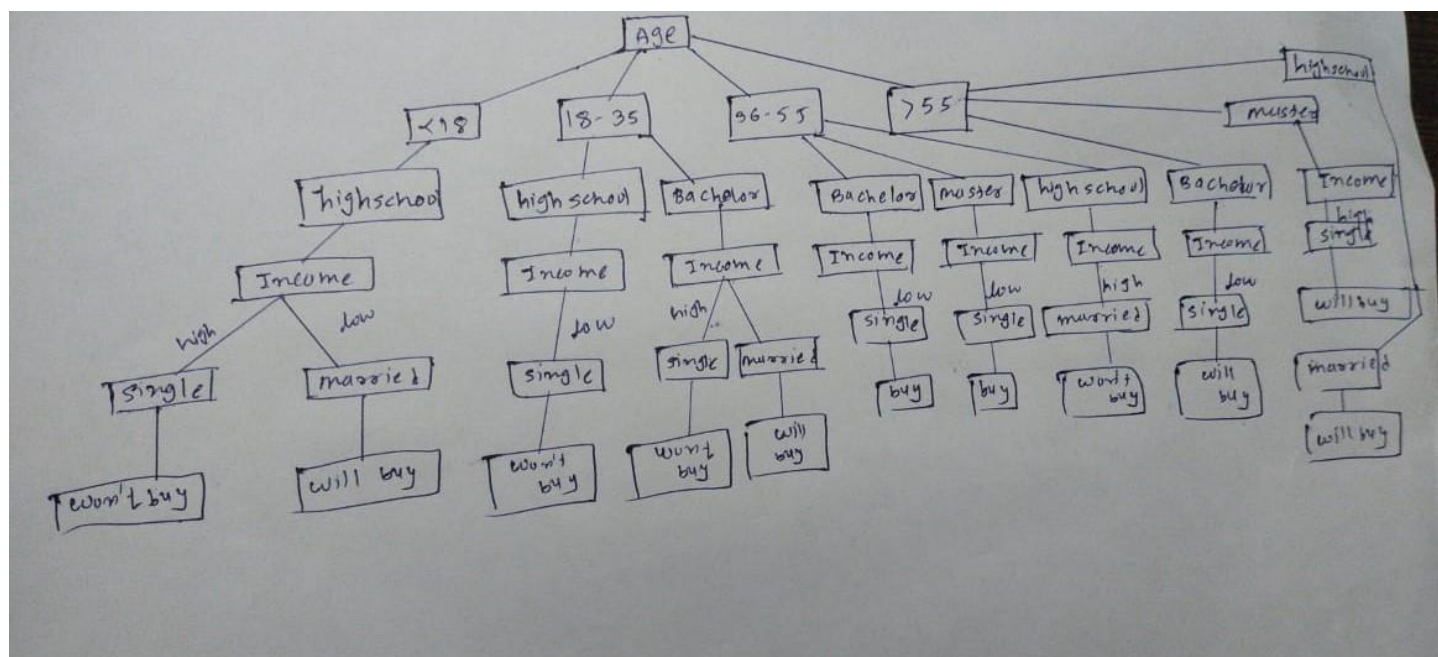 Age
highschool
<18
18-35
36-55
>55
master
highschool
high school
Bachelor
Bachelor
master
high school
Bachelor
Income
high
Income
Income
Income
Income
Income
Income
Income
single
high
low
low
high
low
low
high
low
single
single
married
single
will buy
single
married
single
single
married
married
buy
buy
won't
buy
will
buy
won't buy
will buy
won't
buy
won't
buy
will
buy
will buy